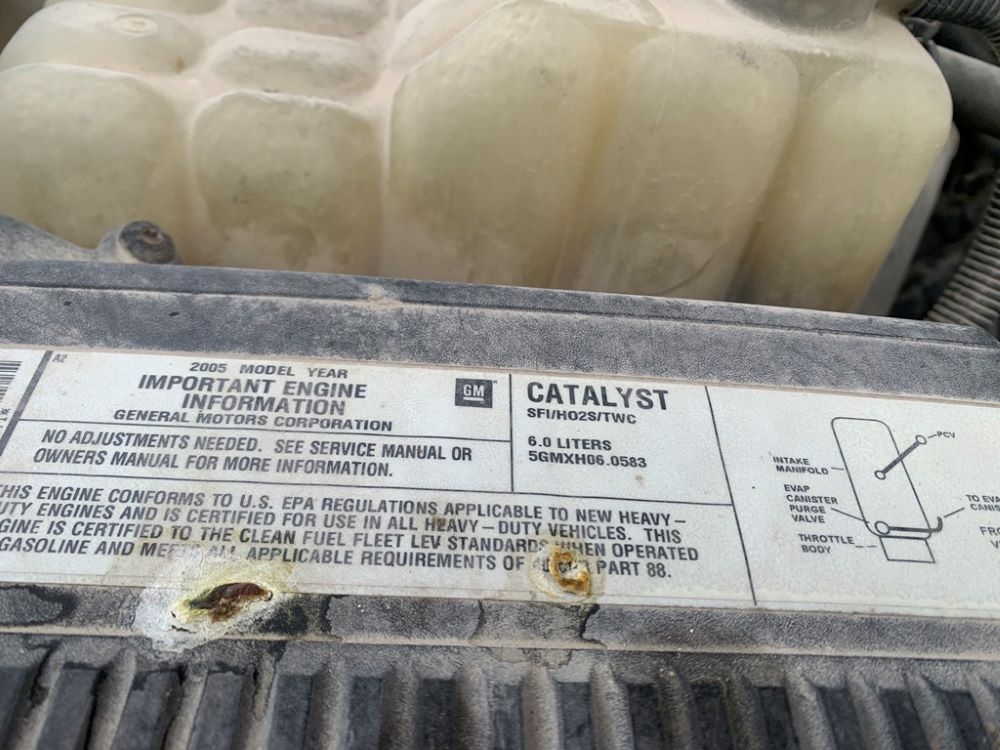 A2
2005 MODEL YEAR
IMPORTANT ENGINE
INFORMATION
GENERAL MOTORS CORPORATION
GM
NO ADJUSTMENTS NEEDED. SEE SERVICE MANUAL OR
OWNERS MANUAL FOR MORE INFORMATION.
CATALYST
SFI/HO2S/TWC
6.0 LITERS
5GMXH06.0583
HIS ENGINE CONFORMS TO U.S. EPA REGULATIONS APPLICABLE TO NEW HEAVY–
UTY ENGINES AND IS CERTIFIED FOR USE IN ALL HEAVY–DUTY VEHICLES. THIS
GINE IS CERTIFIED TO THE CLEAN FUEL FLEET LEV STANDARDS WHEN OPERATED
GASOLINE AND MEET ALL APPLICABLE REQUIREMENTS OF PART 88.
PCV
INTAKE
MANIFOLD
EVAP
CANISTER
PURGE
VALVE
THROTTLE
BODY
TO EVA
CANIS
FRO
V